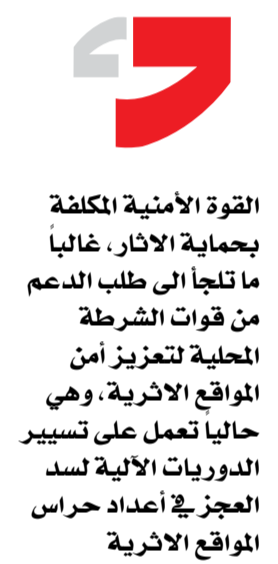 القوة الأمنية المكلفة
بحماية الاثار، غالباً
ما تلجأ الى طلب الدعم
من قوات الشرطة
المحلية لتعزيز أمن
المواقع الاثرية، وهي
حالياً تعمل على تسيير
الدوريات الآلية لسد
العجز في أعداد حراس
المواقع الاثرية